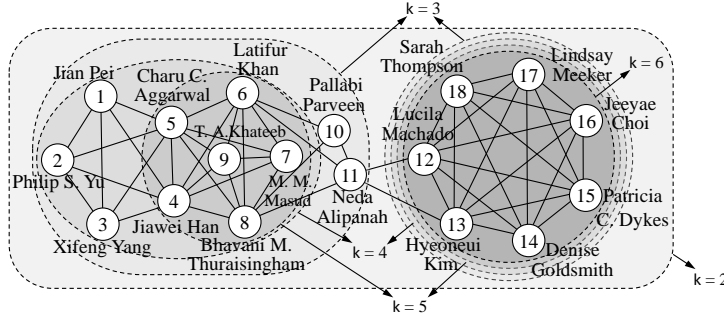 k = 3
Jian Pei
1
Charu C.
Aggarwal
Latifur
Khan
Pallabi
Parveen
Sarah
Thompson
Lindsay
Meeker
k = 6
Jeeyae
Choi
5
6
T. A.Khateeb
10
18
17
16
Lucila
Machado
2
Philip S. Yu
9
7
M. M.
Masud
11
12
3
Xifeng Yang
4
Jiawei Han
8
Bhavani M.
Thuraisingham
Neda
Alipanah
13
Hyeoneui
Kim
14
Denise
Goldsmith
15
Patricia
C. Dykes
k = 4
k = 2
k = 5